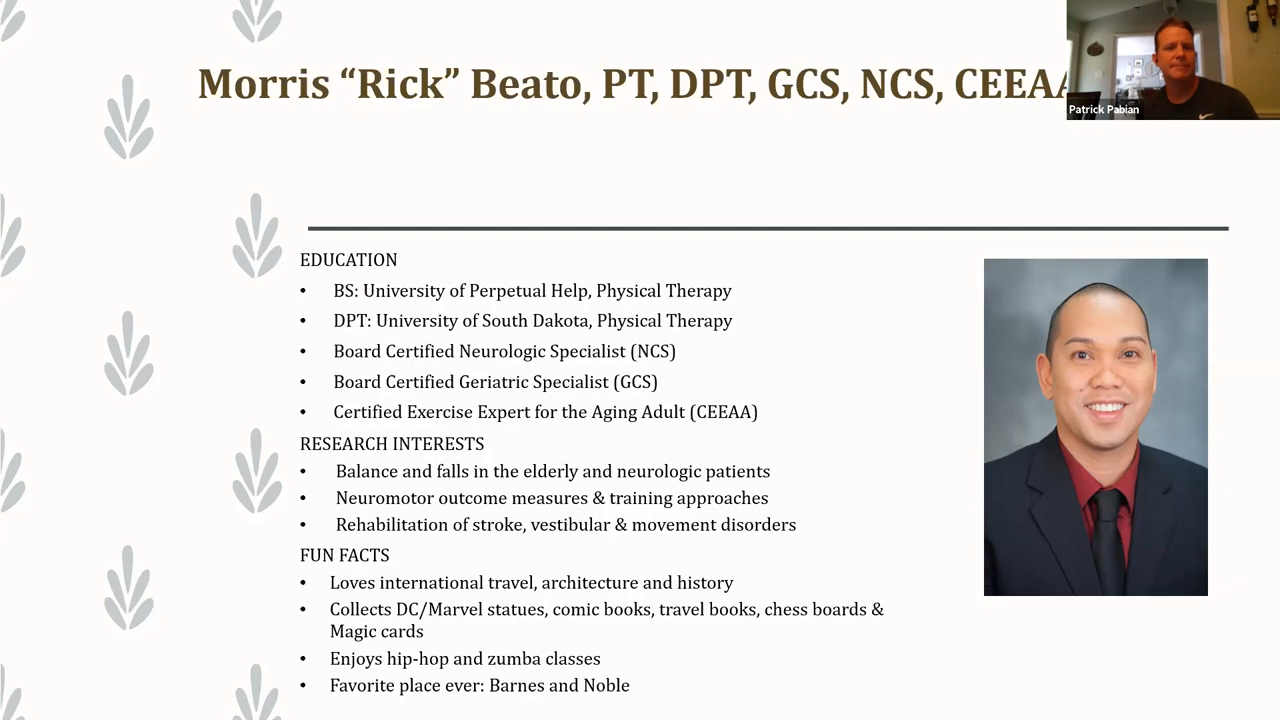 Morris “Rick” Beato, PT, DPT, GCS, NCS, CEEAA
Patrick Pabian
EDUCATION
• BS: University of Perpetual Help, Physical Therapy
• DPT: University of South Dakota, Physical Therapy
• Board Certified Neurologic Specialist (NCS)
• Board Certified Geriatric Specialist (GCS)
• Certified Exercise Expert for the Aging Adult (CEEAA)
RESEARCH INTERESTS
• Balance and falls in the elderly and neurologic patients
• Neuromotor outcome measures & training approaches
• Rehabilitation of stroke, vestibular & movement disorders
FUN FACTS
• Loves international travel, architecture and history
• Collects DC/Marvel statues, comic books, travel books, chess boards &
Magic cards
• Enjoys hip-hop and zumba classes
• Favorite place ever: Barnes and Noble